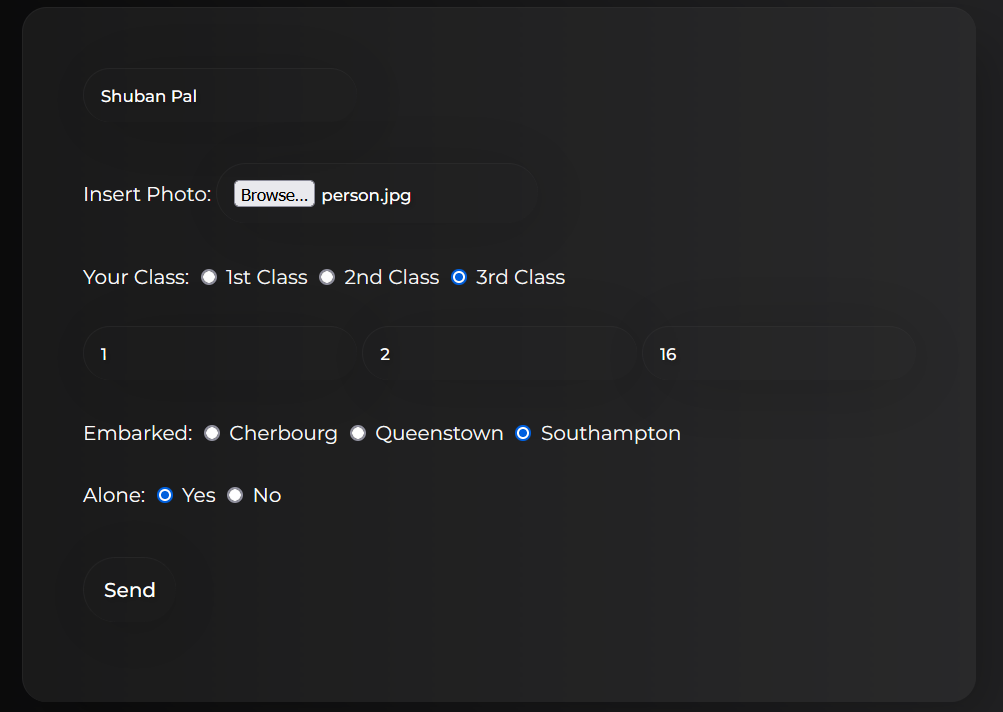 Shuban Pal
Insert Photo: Browse... person.jpg
Your Class: 1st Class 2nd Class 3rd Class
1 2 16
Embarked: Cherbourg Queenstown Southampton
Alone: Yes No
Send